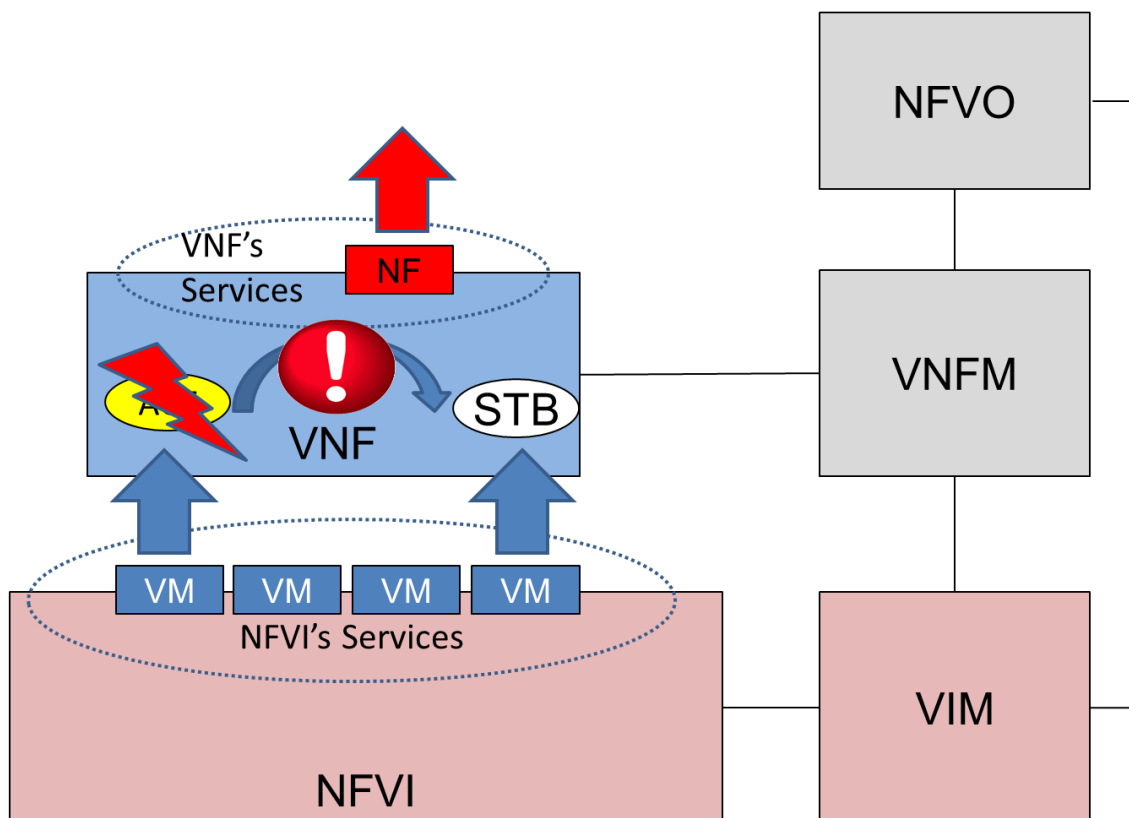 NFVO
VNF's
Services
NF
!
VNFM
STB
VNF
VM
VM
VM
VM
NFVI's Services
VIM
NFVI